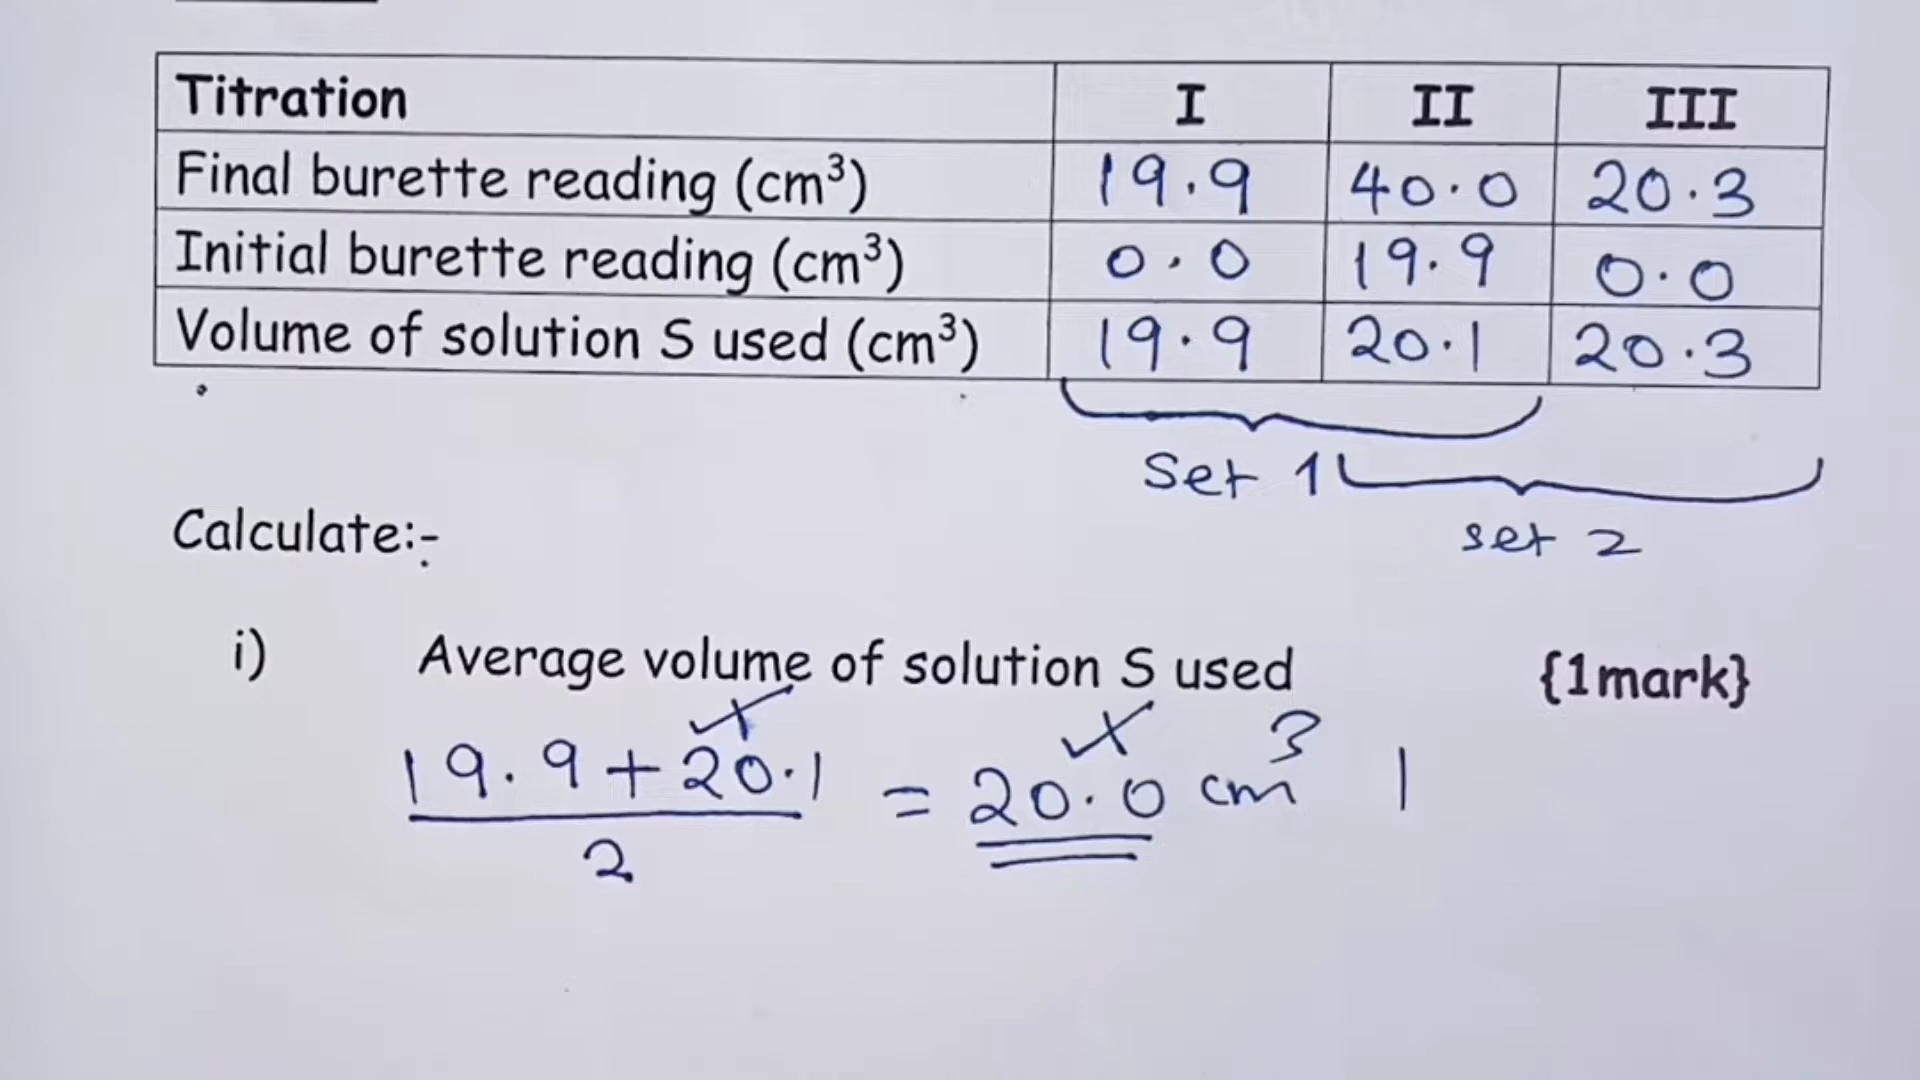 Titration I II III
Final burette reading (cm³) 19.9 40.0 20.3
Initial burette reading (cm³) 0.0 19.9 0.0
Volume of solution S used (cm³) 19.9 20.1 20.3
Set 1
set 2
Calculate:-
i) Average volume of solution S used {1mark}
19.9+20.1 = 20.0 cm³ 1
2